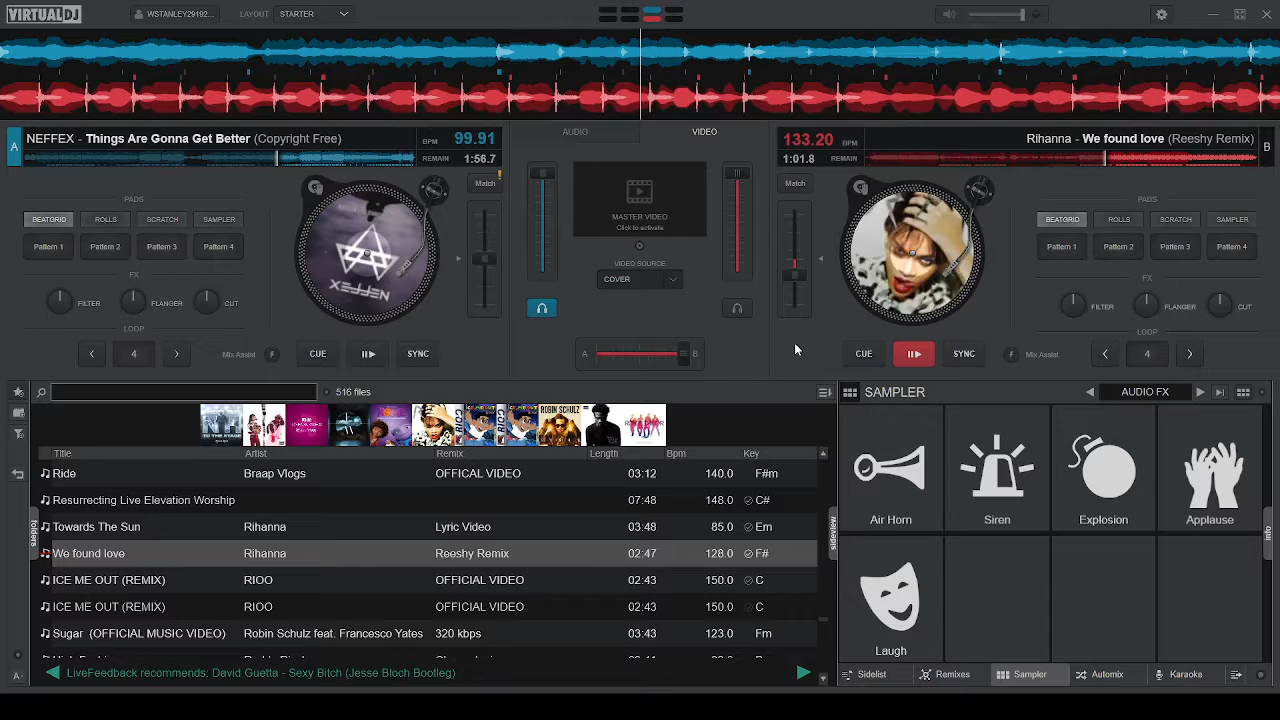 VIRTUALDJ
WSTANLEY29192...
LAYOUT STARTER
A
NEFFEX - Things Are Gonna Get Better (Copyright Free)
BPM 99.91
REMAIN 1:56.7
AUDIO
VIDEO
133.20 BPM
1:01.8 REMAIN
Rihanna - We found love (Reeshy Remix)
B
PADS
BEATGRID ROLLS SCRATCH SAMPLER
Pattern 1 Pattern 2 Pattern 3 Pattern 4
FX
FILTER FLANGER CUT
LOOP
4
Mix Assist
CUE
SYNC
Match
MASTER VIDEO
Click to activate
VIDEO SOURCE
COVER
A B
Match
CUE
SYNC
PADS
BEATGRID ROLLS SCRATCH SAMPLER
Pattern 1 Pattern 2 Pattern 3 Pattern 4
FX
FILTER FLANGER CUT
LOOP
Mix Assist
4
516 files
Title Artist Remix Length Bpm Key
Ride Braap Vlogs OFFICAL VIDEO 03:12 140.0 F#m
Resurrecting Live Elevation Worship 07:48 148.0 C#
Towards The Sun Rihanna Lyric Video 03:48 85.0 Em
We found love Rihanna Reeshy Remix 02:47 128.0 F#
ICE ME OUT (REMIX) RIOO OFFICIAL VIDEO 02:43 150.0 C
ICE ME OUT (REMIX) RIOO OFFICIAL VIDEO 02:43 150.0 C
Sugar (OFFICIAL MUSIC VIDEO) Robin Schulz feat. Francesco Yates 320 kbps 03:43 123.0 Fm
LiveFeedback recommends: David Guetta - Sexy Bitch (Jesse Bloch Bootleg)
folders
sideview
SAMPLER
AUDIO FX
Air Horn Siren Explosion Applause
Laugh
info
Sidelist Remixes Sampler Automix Karaoke